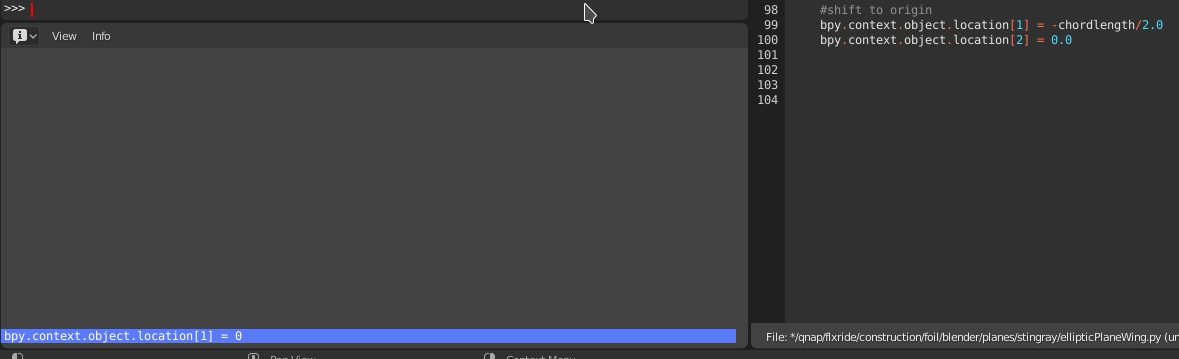 >>>
View Info
bpy.context.object.location[1] = 0
Pan View Context Menu
98 #shift to origin
99 bpy.context.object.location[1] = -chordlength/2.0
100 bpy.context.object.location[2] = 0.0
101
102
103
104
File: */qnap/flxride/construction/foil/blender/planes/stingray/ellipticPlaneWing.py (un